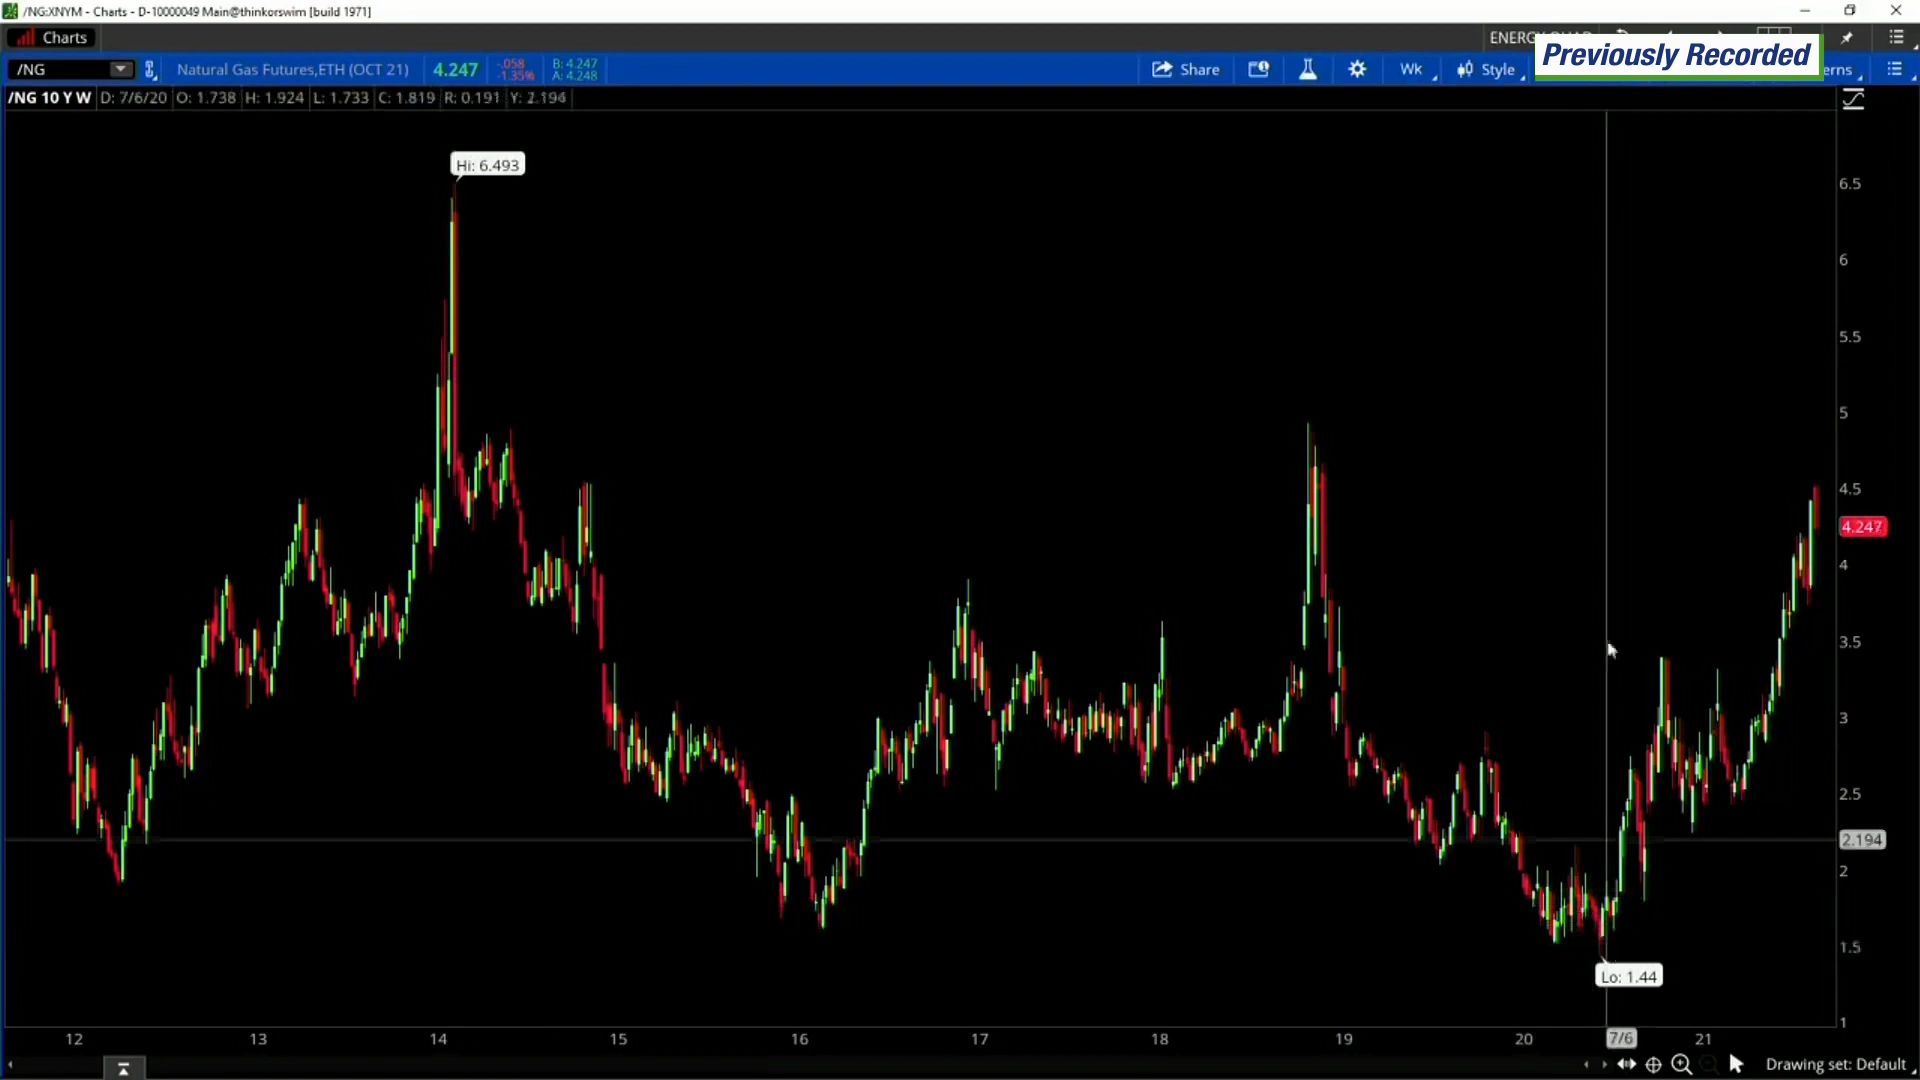 /NG:XNYM - Charts - D-10000049 Main@thinkorswim [build 1971]
Charts
Previously Recorded
/NG
Natural Gas Futures,ETH (OCT 21)
4.247
-.058
-1.35%
B: 4.247
A: 4.248
Share
Wk
Style
/NG 10 Y W
D: 7/6/20
O: 1.738
H: 1.924
L: 1.733
C: 1.819
R: 0.191
Y: 2.194
Hi: 6.493
6.5
6
5.5
5
4.5
4.247
4
3.5
3
2.5
2.194
2
1.5
Lo: 1.44
1
12
13
14
15
16
17
18
19
20
7/6
21
Drawing set: Default